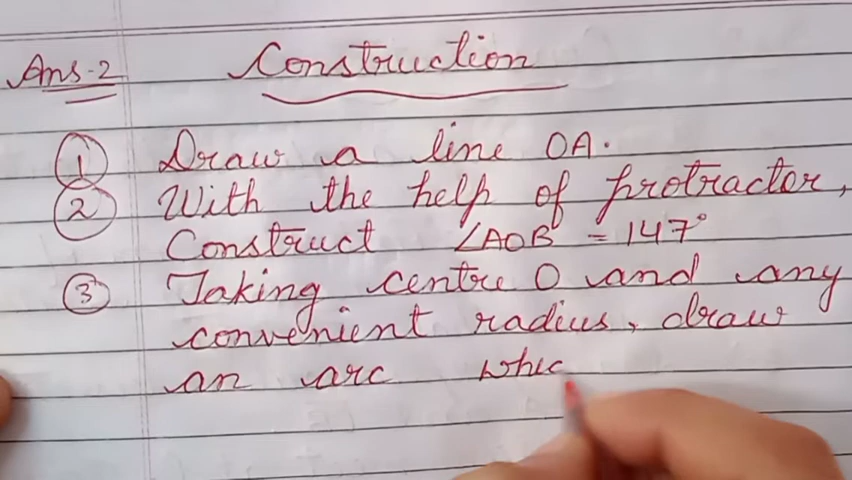 Ans-2 Construction
① Draw a line OA.
② With the help of protractor,
Construct ∠AOB = 147°
③ Taking centre O and any
convenient radius, draw
an arc whic